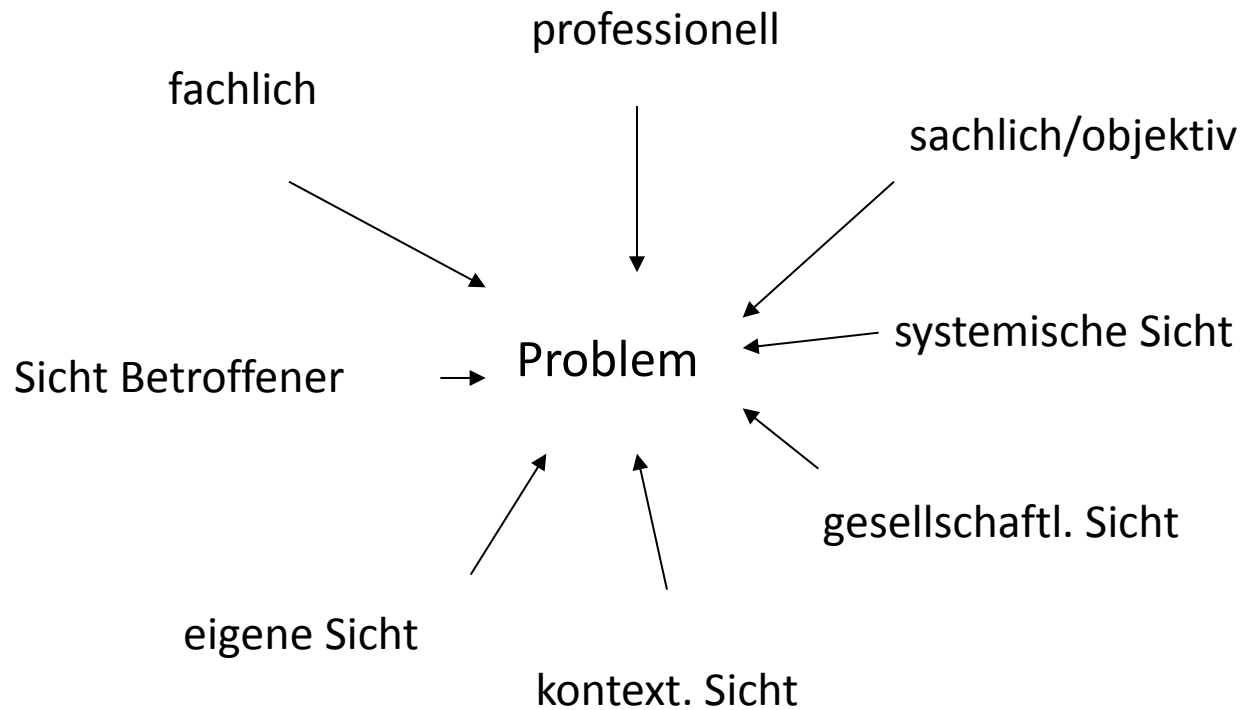 professionell
fachlich
sachlich/objektiv
systemische Sicht
Problem
Sicht Betroffener
gesellschaftl. Sicht
eigene Sicht
kontext. Sicht